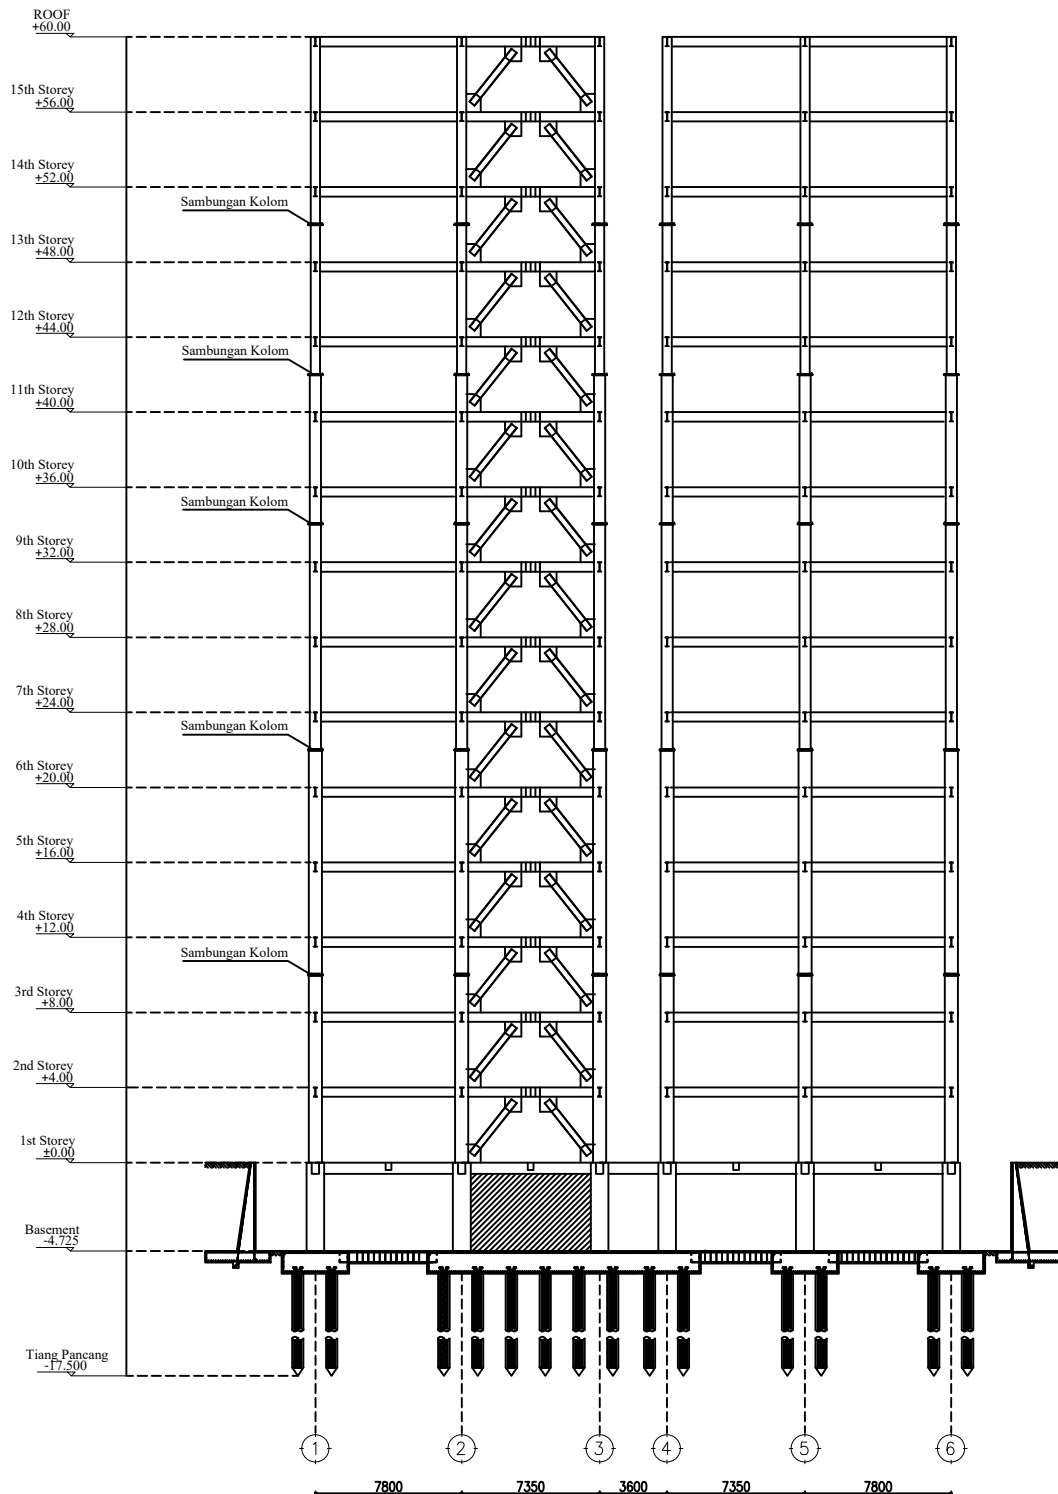 ROOF
+60.00
15th Storey
+56.00
14th Storey
+52.00
Sambungan Kolom
13th Storey
+48.00
12th Storey
+44.00
Sambungan Kolom
11th Storey
+40.00
10th Storey
+36.00
Sambungan Kolom
9th Storey
+32.00
8th Storey
+28.00
7th Storey
+24.00
Sambungan Kolom
6th Storey
+20.00
5th Storey
+16.00
4th Storey
+12.00
Sambungan Kolom
3rd Storey
+8.00
2nd Storey
+4.00
1st Storey
±0.00
Basement
-4.725
Tiang Pancang
-17.500
1 2 3 4 5 6
7800 7350 3600 7350 7800